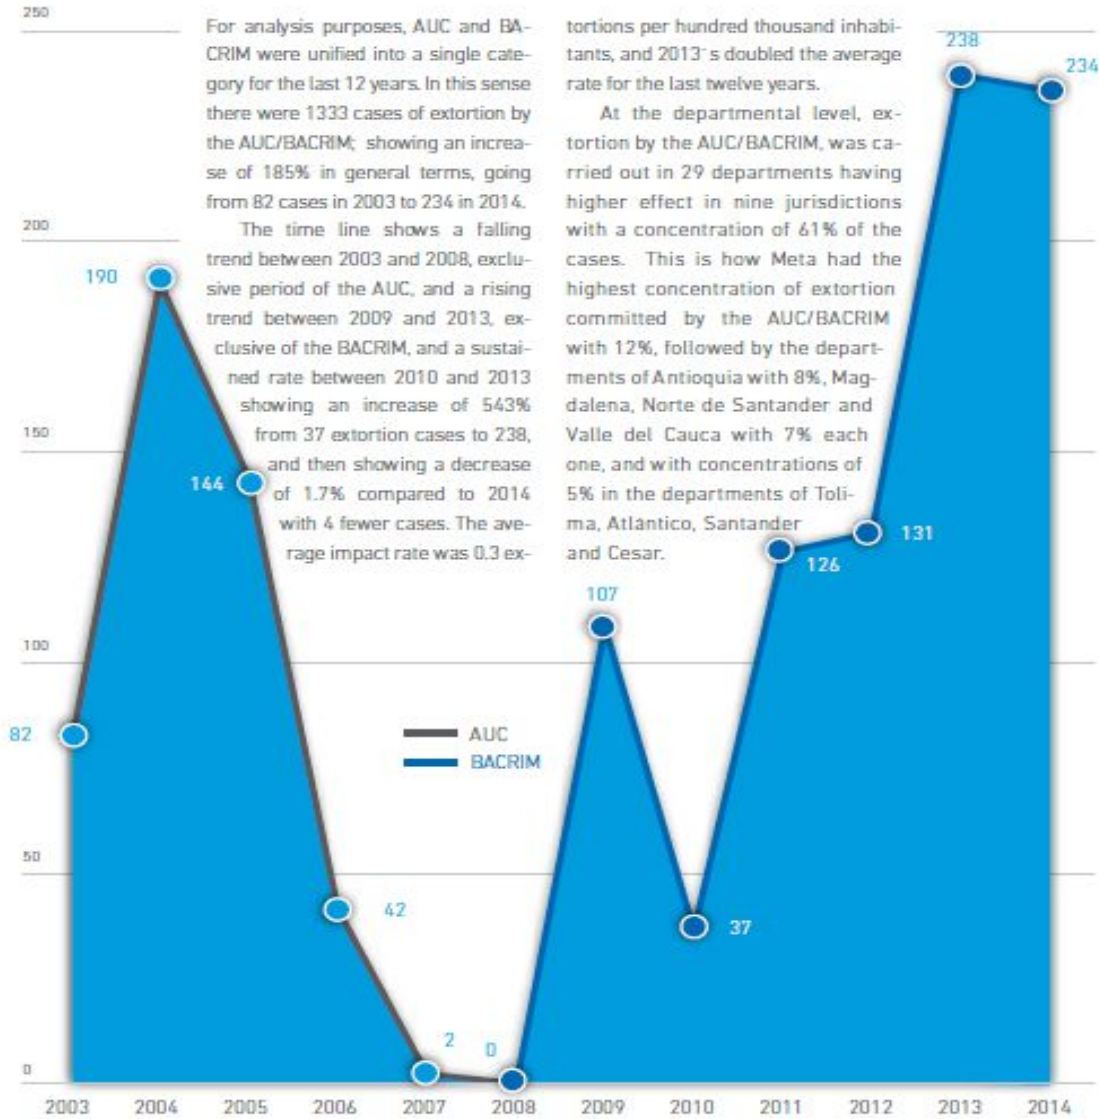 250
For analysis purposes, AUC and BA-
CRIM were unified into a single cate-
gory for the last 12 years. In this sense
there were 1333 cases of extortion by
the AUC/BACRIM; showing an increa-
se of 185% in general terms, going
from 82 cases in 2003 to 234 in 2014.
The time line shows a falling
trend between 2003 and 2008, exclu-
sive period of the AUC, and a rising
trend between 2009 and 2013, ex-
clusive of the BACRIM, and a sustai-
ned rate between 2010 and 2013
showing an increase of 543%
from 37 extortion cases to 238,
and then showing a decrease
of 1.7% compared to 2014
with 4 fewer cases. The ave-
rage impact rate was 0.3 ex-
tortions per hundred thousand inhabi-
tants, and 2013¨s doubled the average
rate for the last twelve years.
At the departmental level, ex-
tortion by the AUC/BACRIM, was ca-
rried out in 29 departments having
higher effect in nine jurisdictions
with a concentration of 61% of the
cases. This is how Meta had the
highest concentration of extortion
committed by the AUC/BACRIM
with 12%, followed by the depart-
ments of Antioquia with 8%, Mag-
dalena, Norte de Santander and
Valle del Cauca with 7% each
one, and with concentrations of
5% in the departments of Toli-
ma, Atlántico, Santander
and Cesar.
238
234
200
190
150
144
131
126
107
100
82
AUC
BACRIM
50
42
37
2
0
0
2003 2004 2005 2006 2007 2008 2009 2010 2011 2012 2013 2014